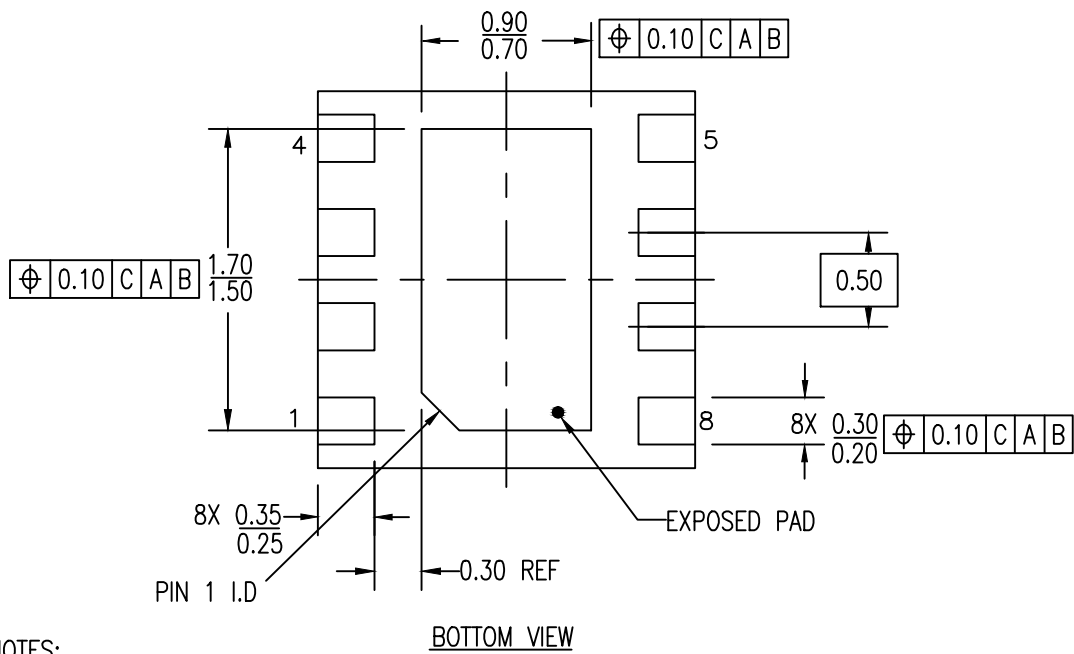 0.90
0.70
⌖ 0.10 C A B
4
5
⌖ 0.10 C A B
1.70
1.50
0.50
1
8
8X 0.30
0.20
⌖ 0.10 C A B
8X 0.35
0.25
EXPOSED PAD
0.30 REF
PIN 1 I.D
BOTTOM VIEW
NOTES: